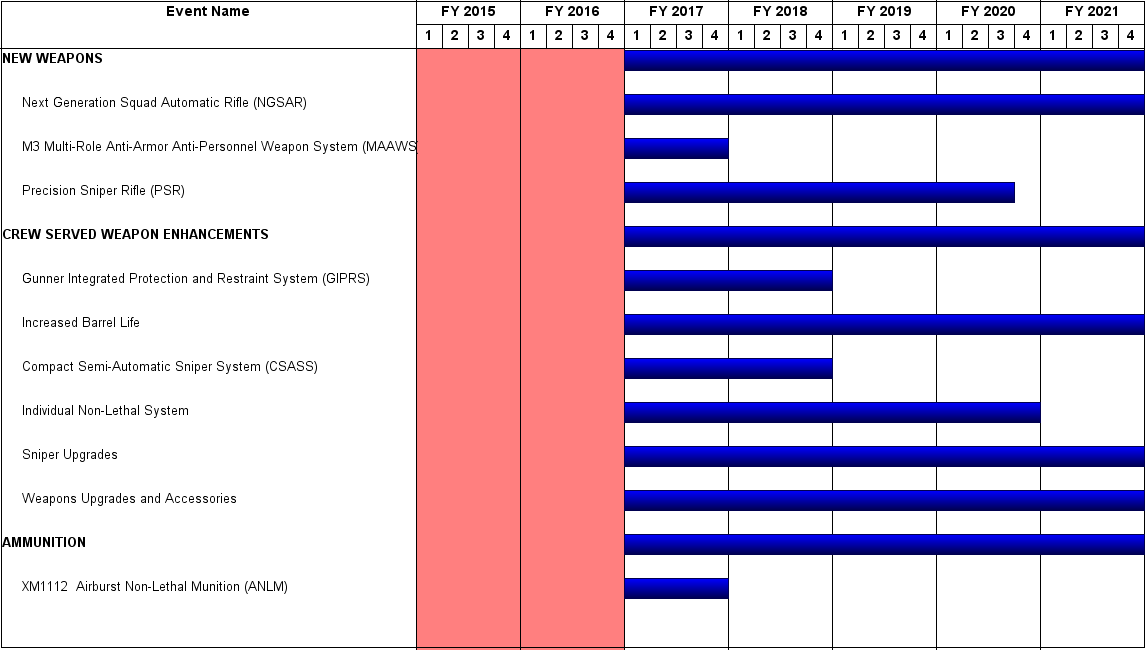 Event Name FY 2015 FY 2016 FY 2017 FY 2018 FY 2019 FY 2020 FY 2021
1 2 3 4 1 2 3 4 1 2 3 4 1 2 3 4 1 2 3 4 1 2 3 4 1 2 3 4
NEW WEAPONS
Next Generation Squad Automatic Rifle (NGSAR)
M3 Multi-Role Anti-Armor Anti-Personnel Weapon System (MAAWS
Precision Sniper Rifle (PSR)
CREW SERVED WEAPON ENHANCEMENTS
Gunner Integrated Protection and Restraint System (GIPRS)
Increased Barrel Life
Compact Semi-Automatic Sniper System (CSASS)
Individual Non-Lethal System
Sniper Upgrades
Weapons Upgrades and Accessories
AMMUNITION
XM1112  Airburst Non-Lethal Munition (ANLM)